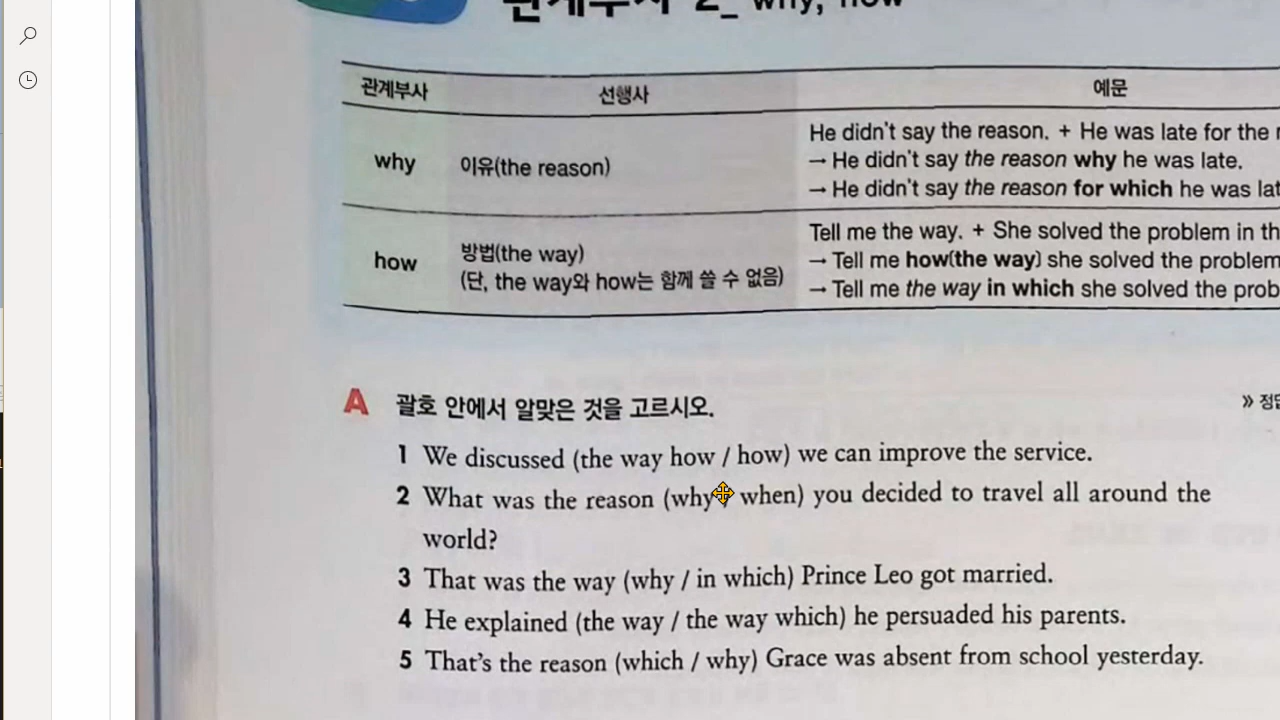 관계부사 2_ why, how
관계부사 선행사 예문
why 이유(the reason)
He didn't say the reason. + He was late for the
→ He didn't say the reason why he was late.
→ He didn't say the reason for which he was
how 방법(the way)
(단, the way와 how는 함께 쓸 수 없음)
Tell me the way. + She solved the problem in
→ Tell me how(the way) she solved the problem
→ Tell me the way in which she solved the
A 괄호 안에서 알맞은 것을 고르시오.
1 We discussed (the way how / how) we can improve the service.
2 What was the reason (why / when) you decided to travel all around the
world?
3 That was the way (why / in which) Prince Leo got married.
4 He explained (the way / the way which) he persuaded his parents.
5 That's the reason (which / why) Grace was absent from school yesterday.